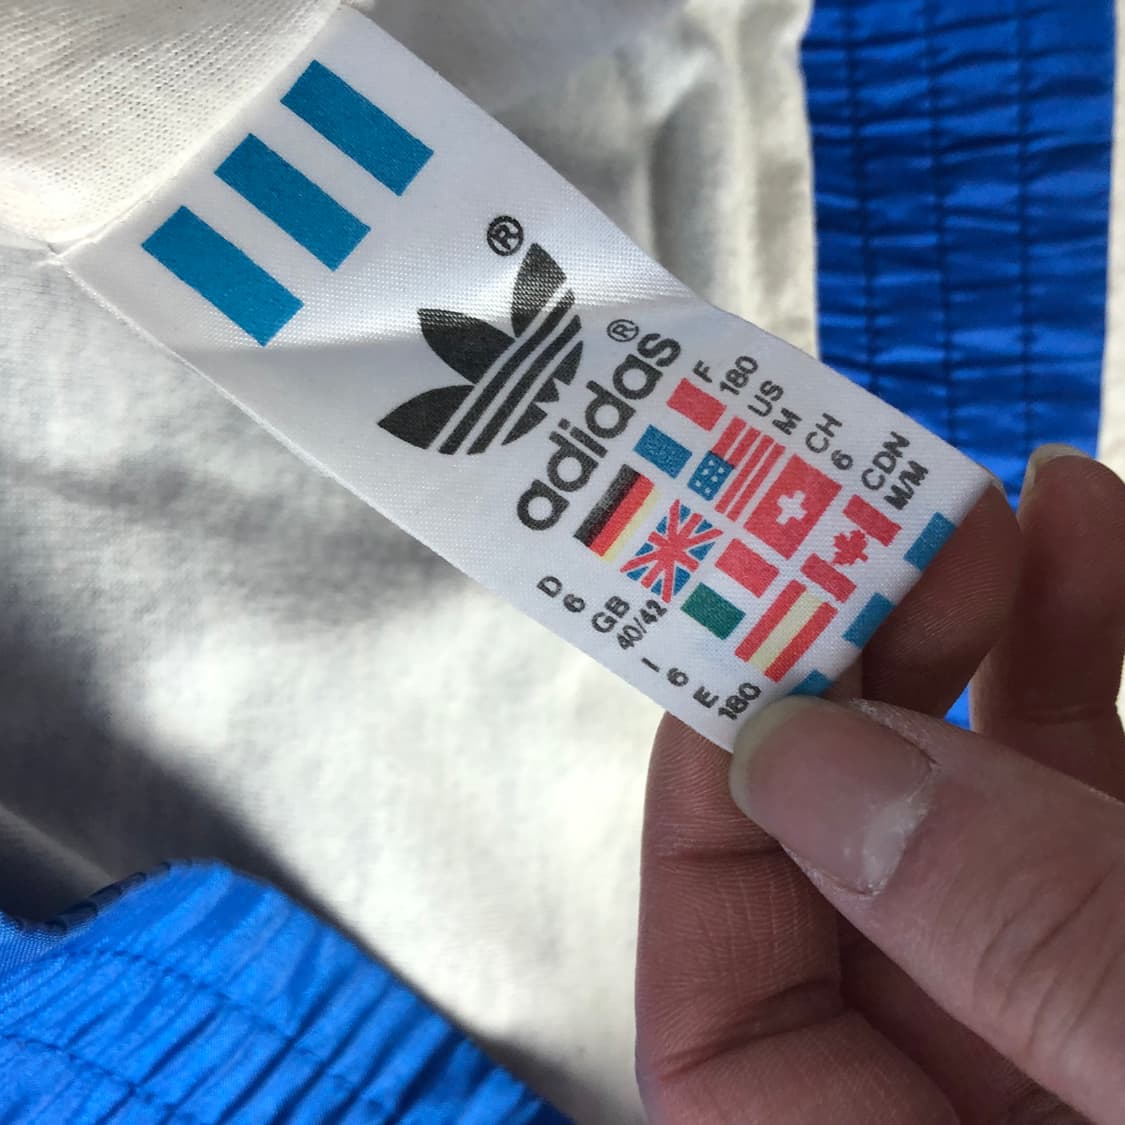 ®
adidas®
F
180
US
M
CH
6
CDN
M/M
D
6
GB
40/42
I
6
E
180